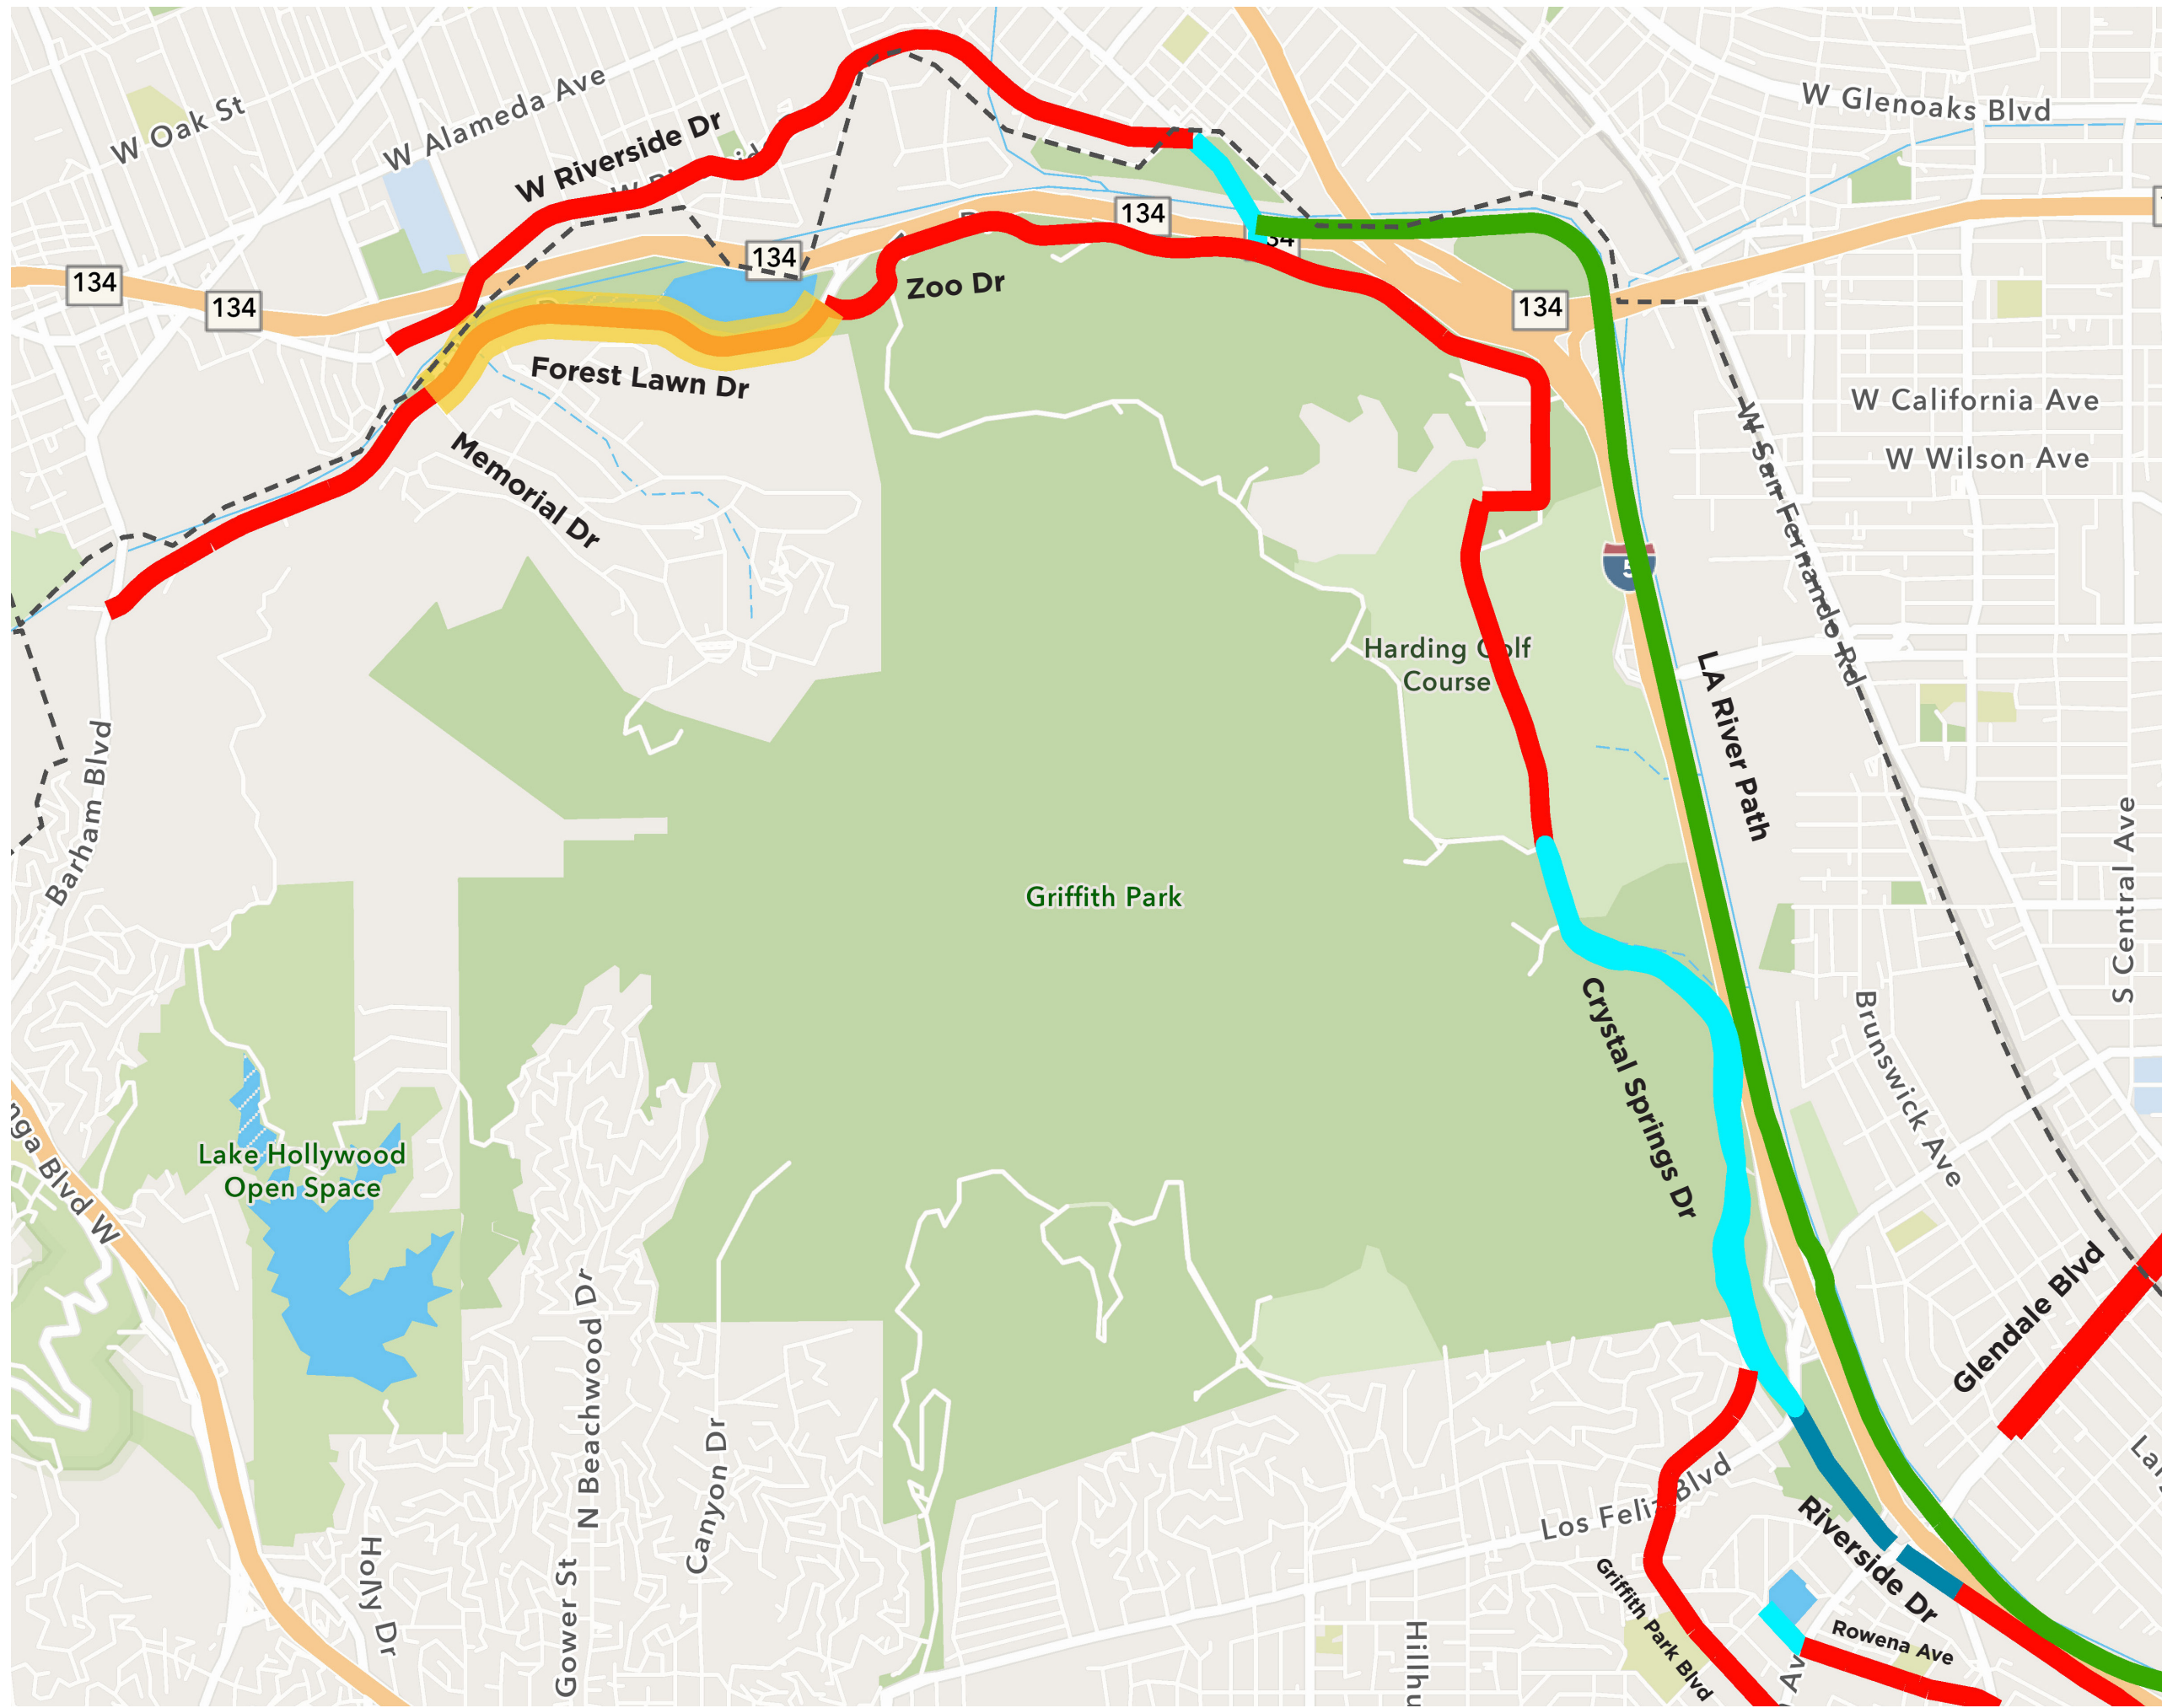 W Glenoaks Blvd
W Oak St
W Alameda Ave
W Riverside Dr
134
134
134
134
134
134
Zoo Dr
Forest Lawn Dr
Memorial Dr
W California Ave
W Wilson Ave
W San Fernando Rd
5
Harding Golf
Course
LA River Path
Barham Blvd
Griffith Park
S Central Ave
Crystal Springs Dr
Brunswick Ave
Lake Hollywood
Open Space
Blvd W
Glendale Blvd
N Beachwood Dr
Canyon Dr
Los Feliz Blvd
Riverside Dr
Holly Dr
Gower St
Griffith Park Blvd
Rowena Ave